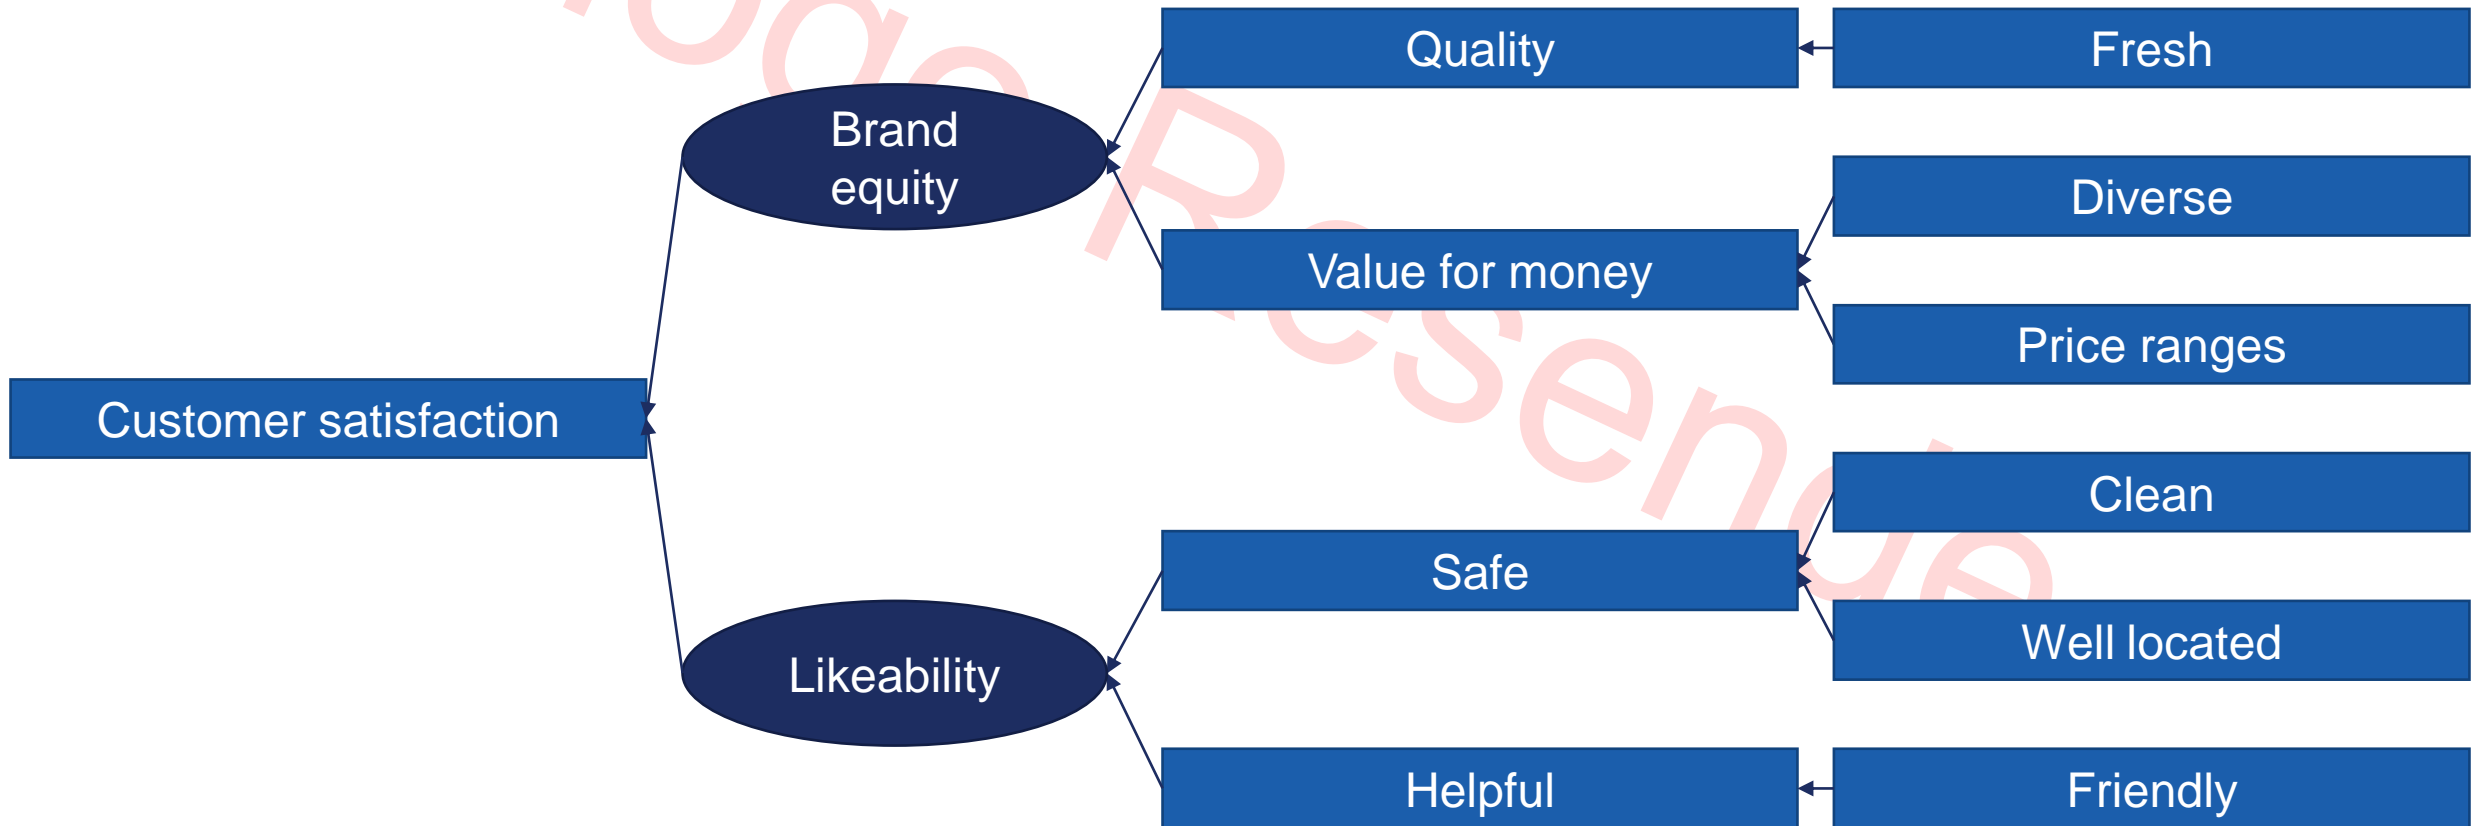 Quality
Fresh
Brand
equity
Diverse
Value for money
Price ranges
Customer satisfaction
Clean
Safe
Well located
Likeability
Helpful
Friendly
Resende